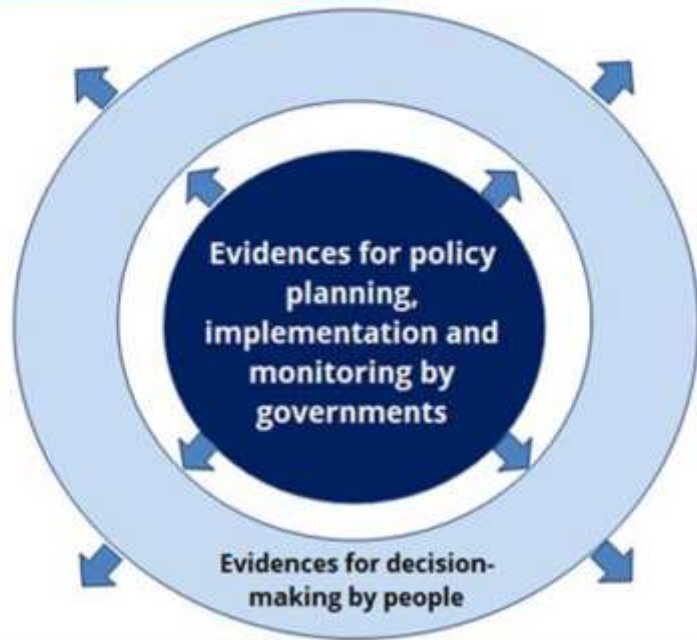 Evidences for policy
planning,
implementation and
monitoring by
governments
Evidences for decision-
making by people